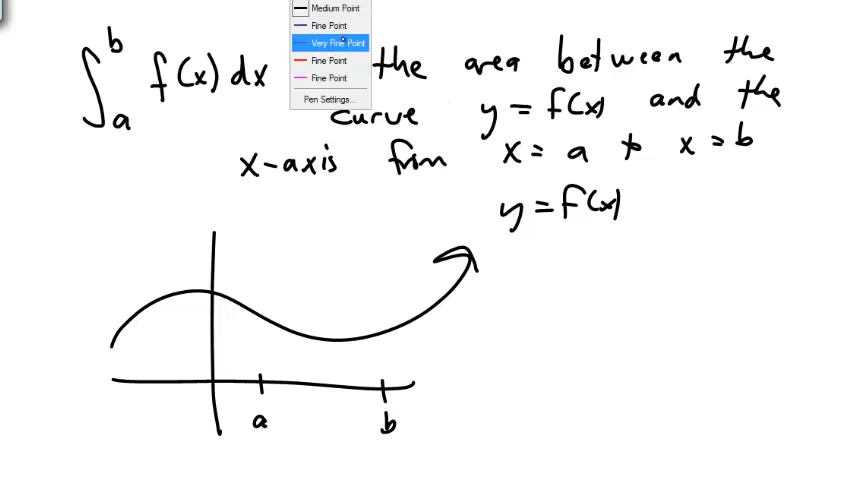 Medium Point
Fine Point
Very Fine Point
Fine Point
Fine Point
Pen Settings...
∫ₐᵇ f(x) dx the area between the
curve y = f(x) and the
x-axis from x = a to x = b
y = f(x)
a b